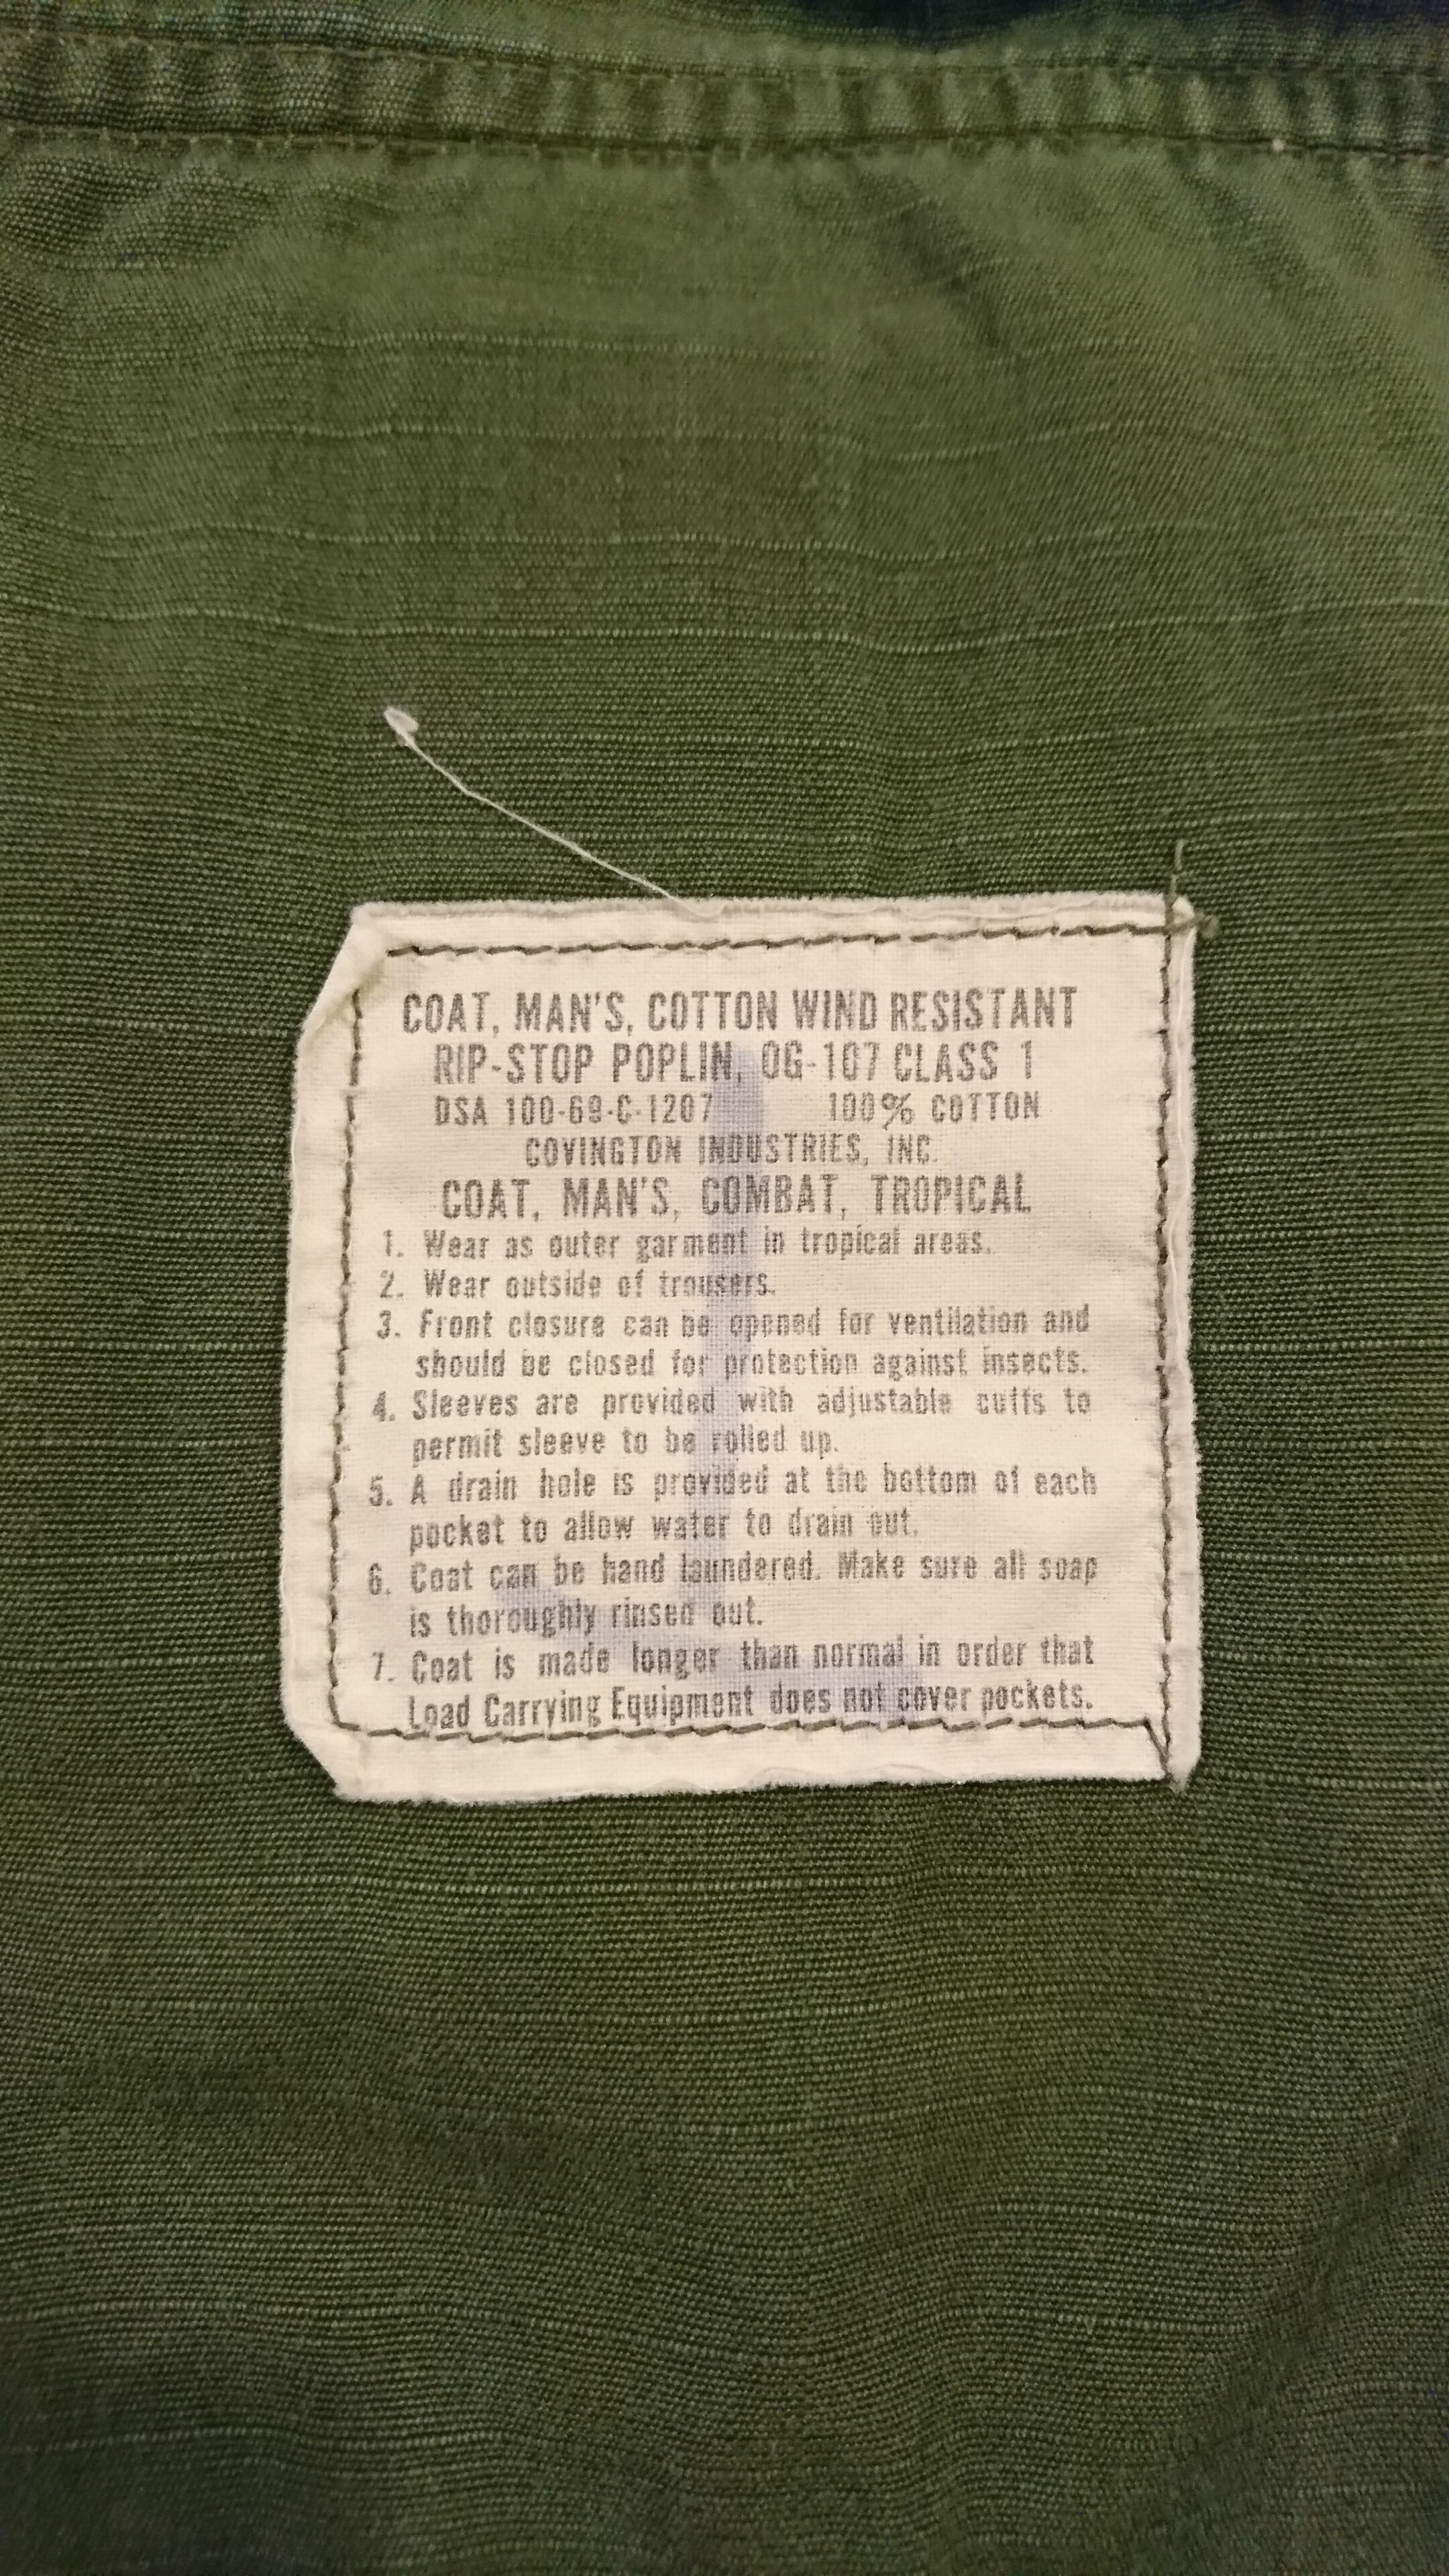 COAT, MAN'S, COTTON WIND RESISTANT
RIP-STOP POPLIN, OG-107 CLASS 1
DSA 100-69-C-1207 100% COTTON
COVINGTON INDUSTRIES, INC.
COAT, MAN'S, COMBAT, TROPICAL
1. Wear as outer garment in tropical areas.
2. Wear outside of trousers.
3. Front closure can be opened for ventilation and
should be closed for protection against insects.
4. Sleeves are provided with adjustable cuffs to
permit sleeve to be rolled up.
5. A drain hole is provided at the bottom of each
pocket to allow water to drain out.
6. Coat can be hand laundered. Make sure all soap
is thoroughly rinsed out.
7. Coat is made longer than normal in order that
Load Carrying Equipment does not cover pockets.